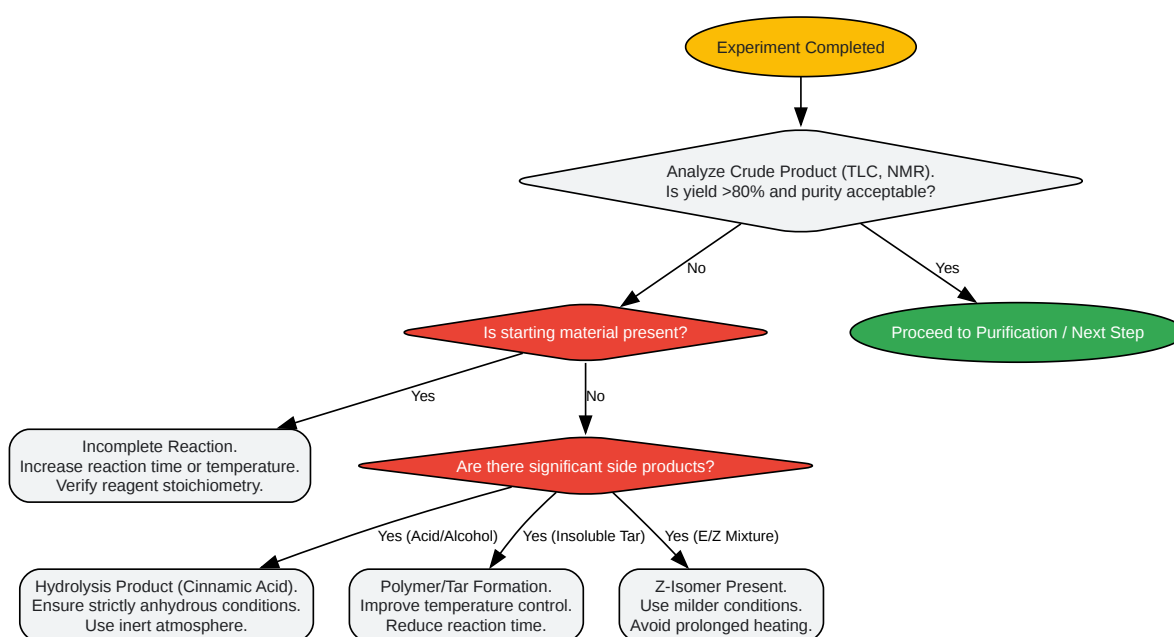 Experiment Completed
Analyze Crude Product (TLC, NMR).
Is yield >80% and purity acceptable?
No
Yes
Is starting material present?
Proceed to Purification / Next Step
Yes
No
Incomplete Reaction.
Increase reaction time or temperature.
Verify reagent stoichiometry.
Are there significant side products?
Yes (Acid/Alcohol)
Yes (Insoluble Tar)
Yes (E/Z Mixture)
Hydrolysis Product (Cinnamic Acid).
Ensure strictly anhydrous conditions.
Use inert atmosphere.
Polymer/Tar Formation.
Improve temperature control.
Reduce reaction time.
Z-Isomer Present.
Use milder conditions.
Avoid prolonged heating.